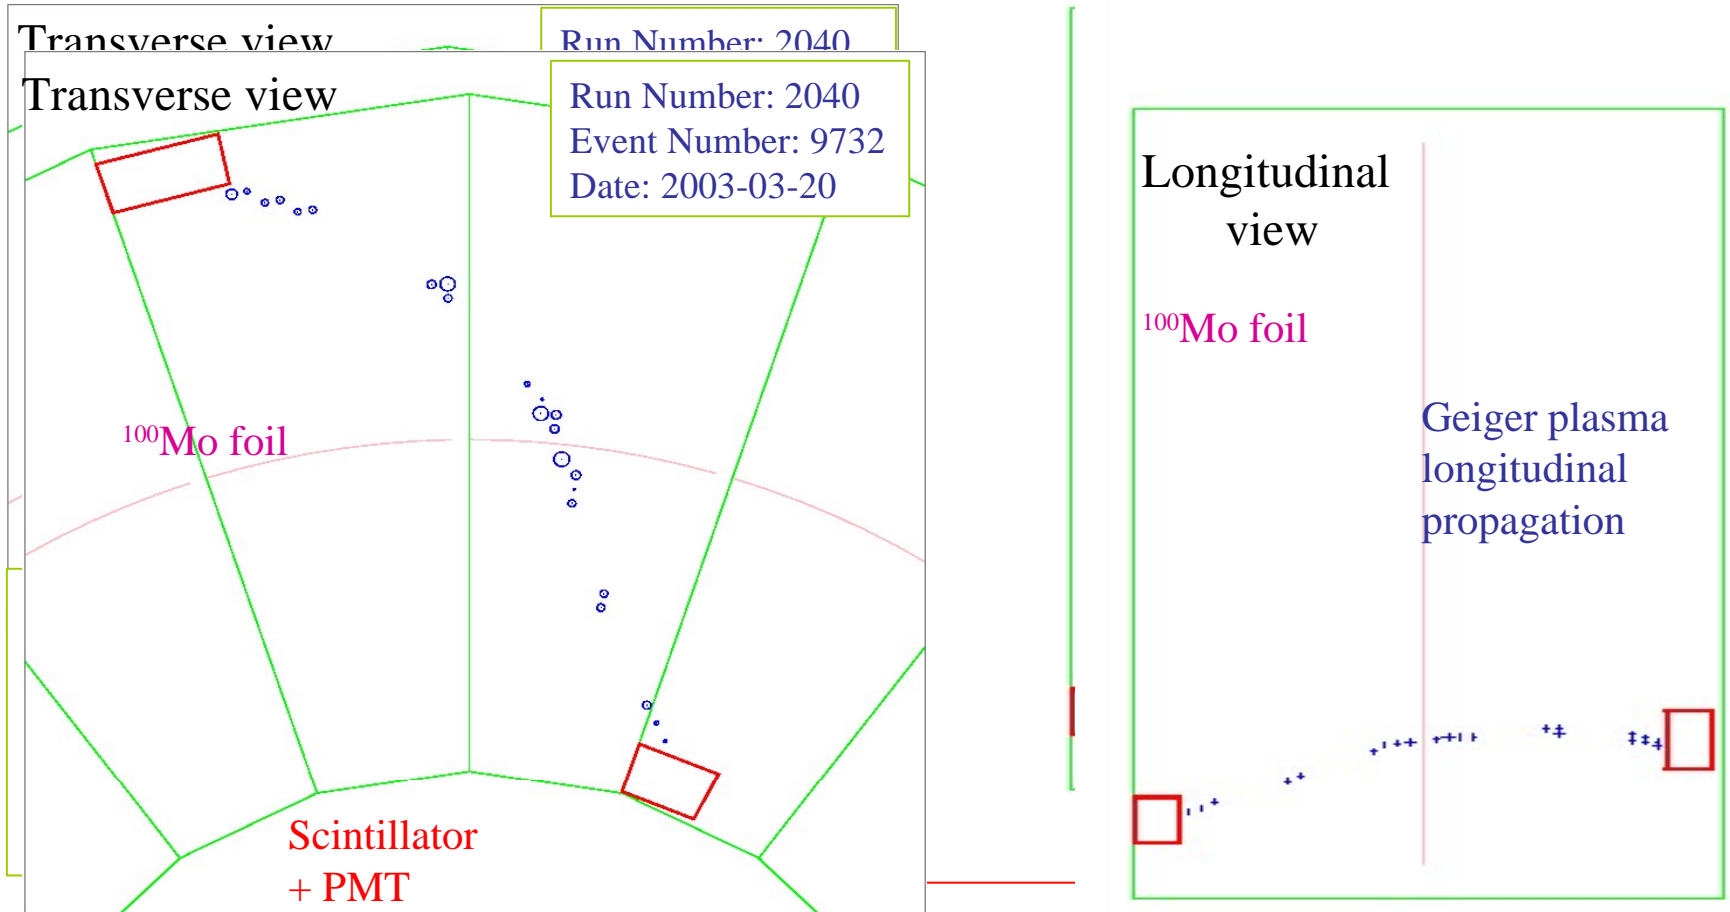 Transverse view
Run Number: 2040
Transverse view
Run Number: 2040
Event Number: 9732
Date: 2003-03-20
100Mo foil
Scintillator
+ PMT
Longitudinal
view
100Mo foil
Geiger plasma
longitudinal
propagation